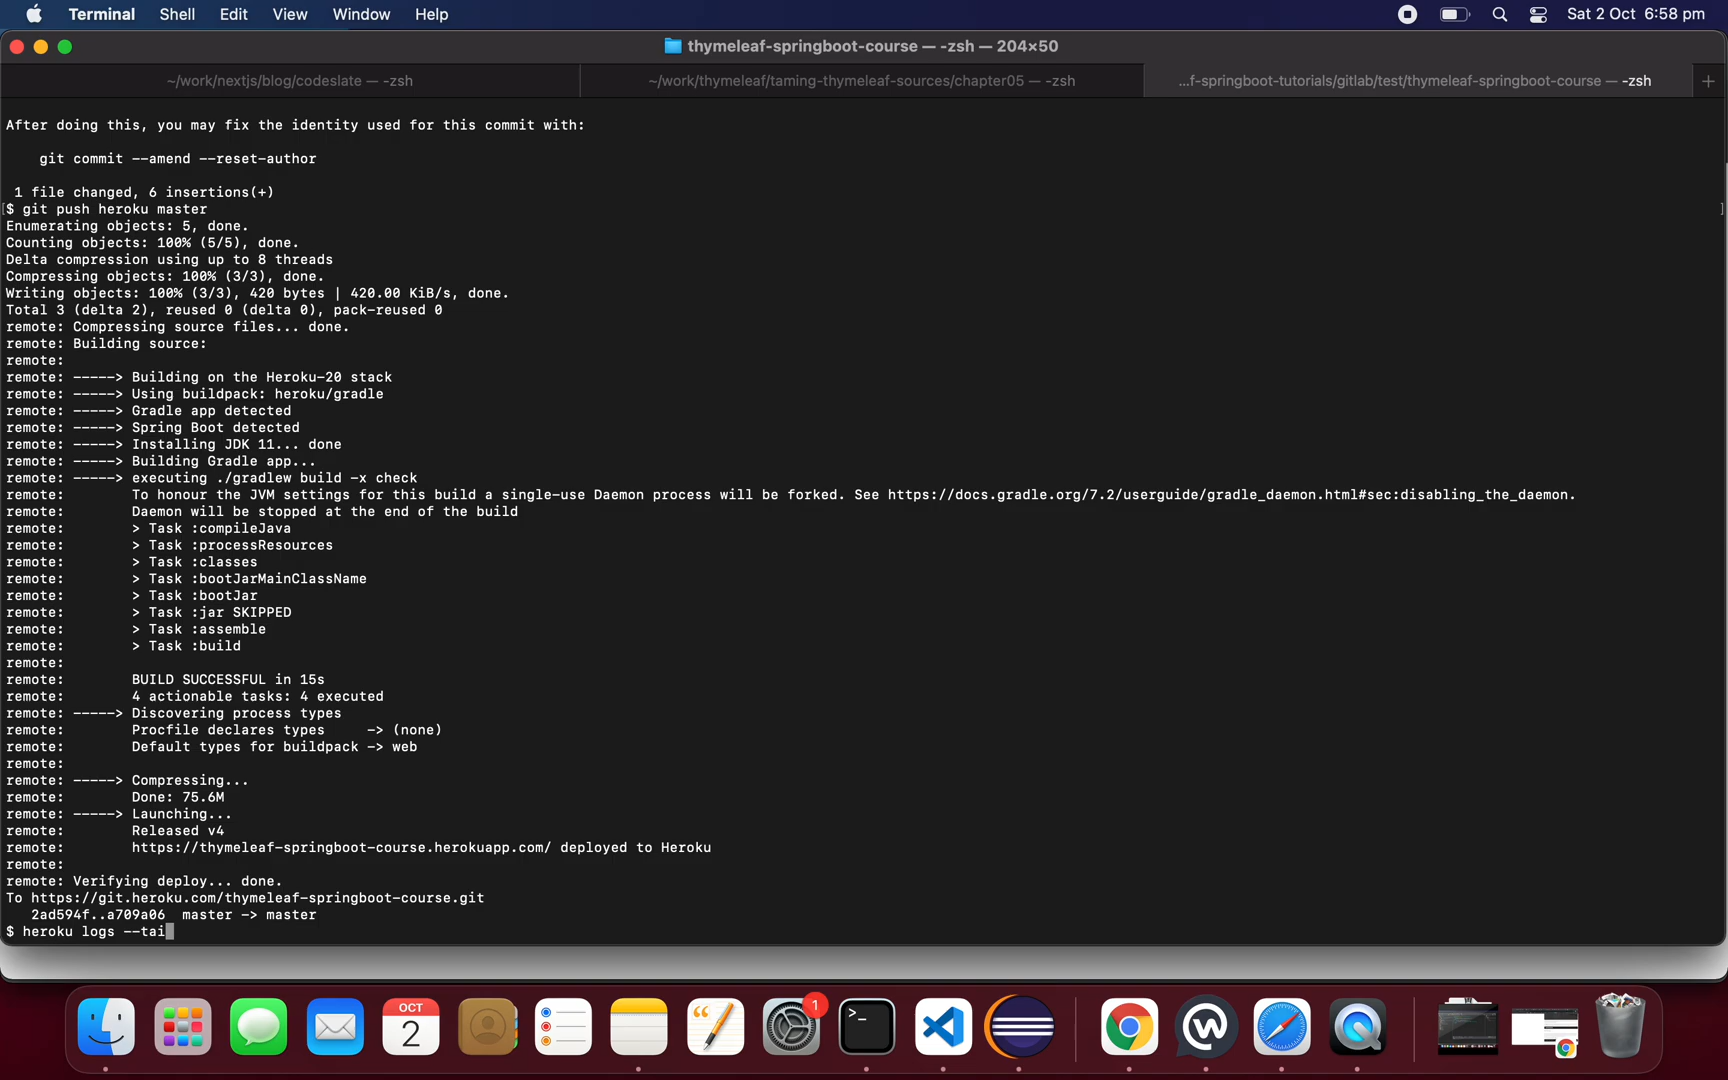 Terminal Shell Edit View Window Help Sat 2 Oct 6:58 pm
thymeleaf-springboot-course — -zsh — 204×50
~/work/nextjs/blog/codeslate — -zsh
~/work/thymeleaf/taming-thymeleaf-sources/chapter05 — -zsh
...f-springboot-tutorials/gitlab/test/thymeleaf-springboot-course — -zsh
+
After doing this, you may fix the identity used for this commit with:
git commit --amend --reset-author
1 file changed, 6 insertions(+)
[$ git push heroku master ]
Enumerating objects: 5, done.
Counting objects: 100% (5/5), done.
Delta compression using up to 8 threads
Compressing objects: 100% (3/3), done.
Writing objects: 100% (3/3), 420 bytes | 420.00 KiB/s, done.
Total 3 (delta 2), reused 0 (delta 0), pack-reused 0
remote: Compressing source files... done.
remote: Building source:
remote:
remote: -----> Building on the Heroku-20 stack
remote: -----> Using buildpack: heroku/gradle
remote: -----> Gradle app detected
remote: -----> Spring Boot detected
remote: -----> Installing JDK 11... done
remote: -----> Building Gradle app...
remote: -----> executing ./gradlew build -x check
remote: To honour the JVM settings for this build a single-use Daemon process will be forked. See https://docs.gradle.org/7.2/userguide/gradle_daemon.html#sec:disabling_the_daemon.
remote: Daemon will be stopped at the end of the build
remote: > Task :compileJava
remote: > Task :processResources
remote: > Task :classes
remote: > Task :bootJarMainClassName
remote: > Task :bootJar
remote: > Task :jar SKIPPED
remote: > Task :assemble
remote: > Task :build
remote:
remote: BUILD SUCCESSFUL in 15s
remote: 4 actionable tasks: 4 executed
remote: -----> Discovering process types
remote: Procfile declares types -> (none)
remote: Default types for buildpack -> web
remote:
remote: -----> Compressing...
remote: Done: 75.6M
remote: -----> Launching...
remote: Released v4
remote: https://thymeleaf-springboot-course.herokuapp.com/ deployed to Heroku
remote:
remote: Verifying deploy... done.
To https://git.heroku.com/thymeleaf-springboot-course.git
2ad594f..a709a06 master -> master
$ heroku logs --tai
OCT
2
1
>_